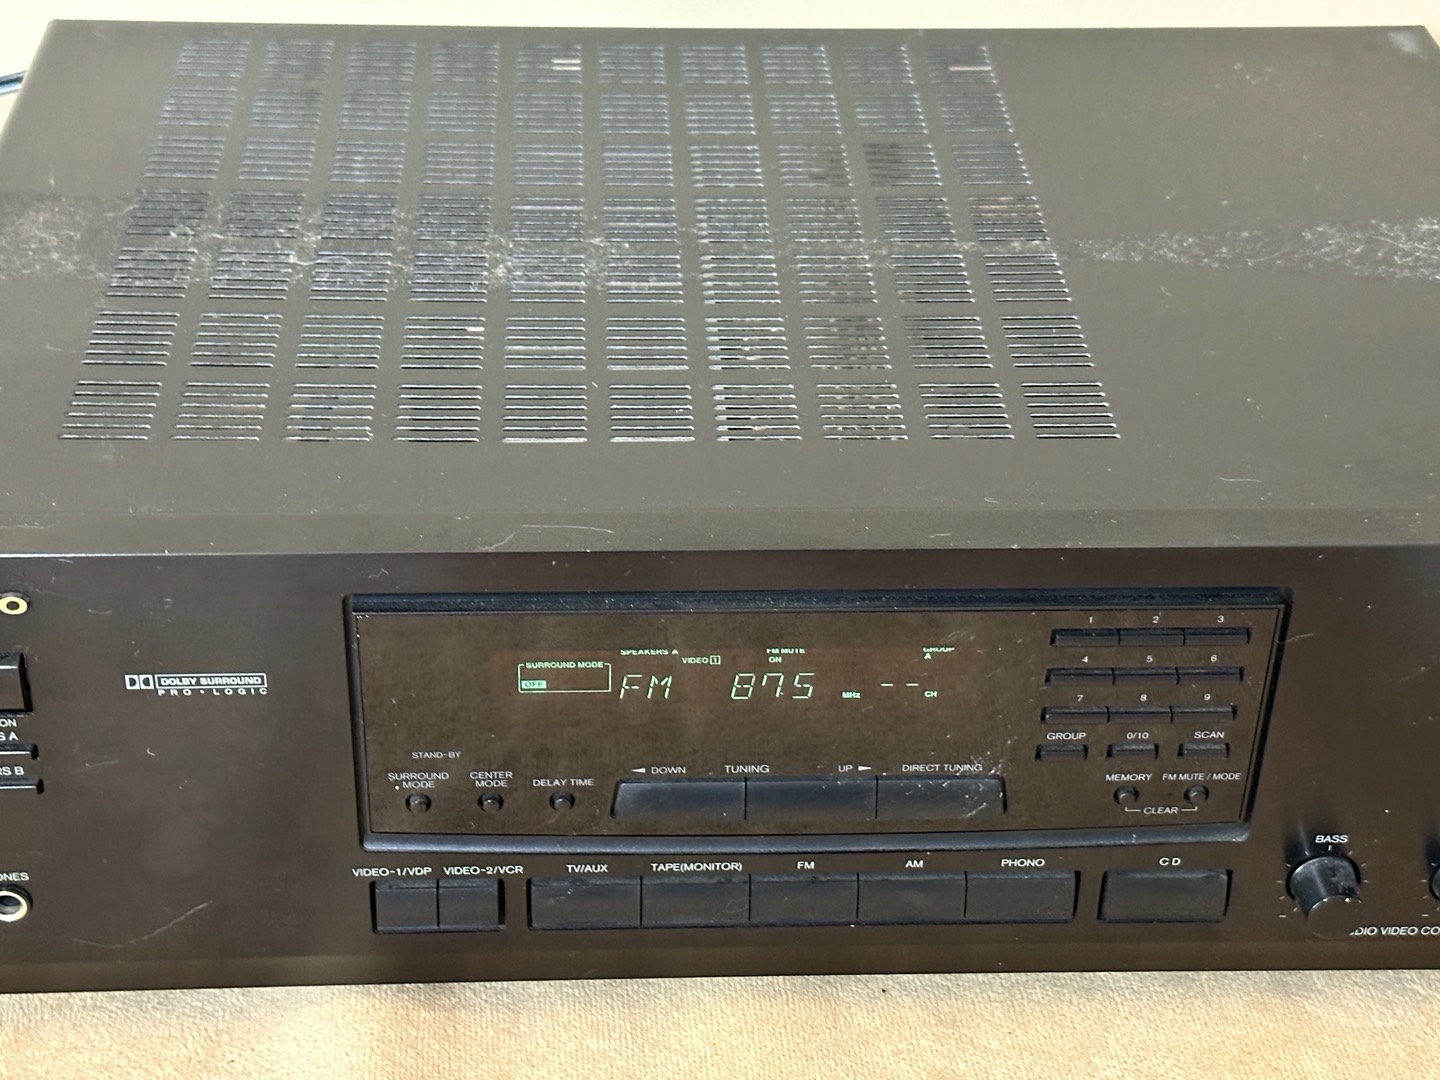 DOLBY SURROUND
PRO • LOGIC
ON
S A
RS B
ONES
SPEAKERS A
VIDEO 1
FM MUTE
ON
GROUP
A
SURROUND MODE
OFF
FM 87.5 MHz -- CH
STAND-BY
SURROUND
MODE
CENTER
MODE
DELAY TIME
◄ DOWN TUNING UP ►
DIRECT TUNING
1 2 3
4 5 6
7 8 9
GROUP 0/10 SCAN
MEMORY FM MUTE / MODE
CLEAR
VIDEO-1/VDP VIDEO-2/VCR TV/AUX TAPE(MONITOR) FM AM PHONO CD
BASS
- +
DIO VIDEO CO